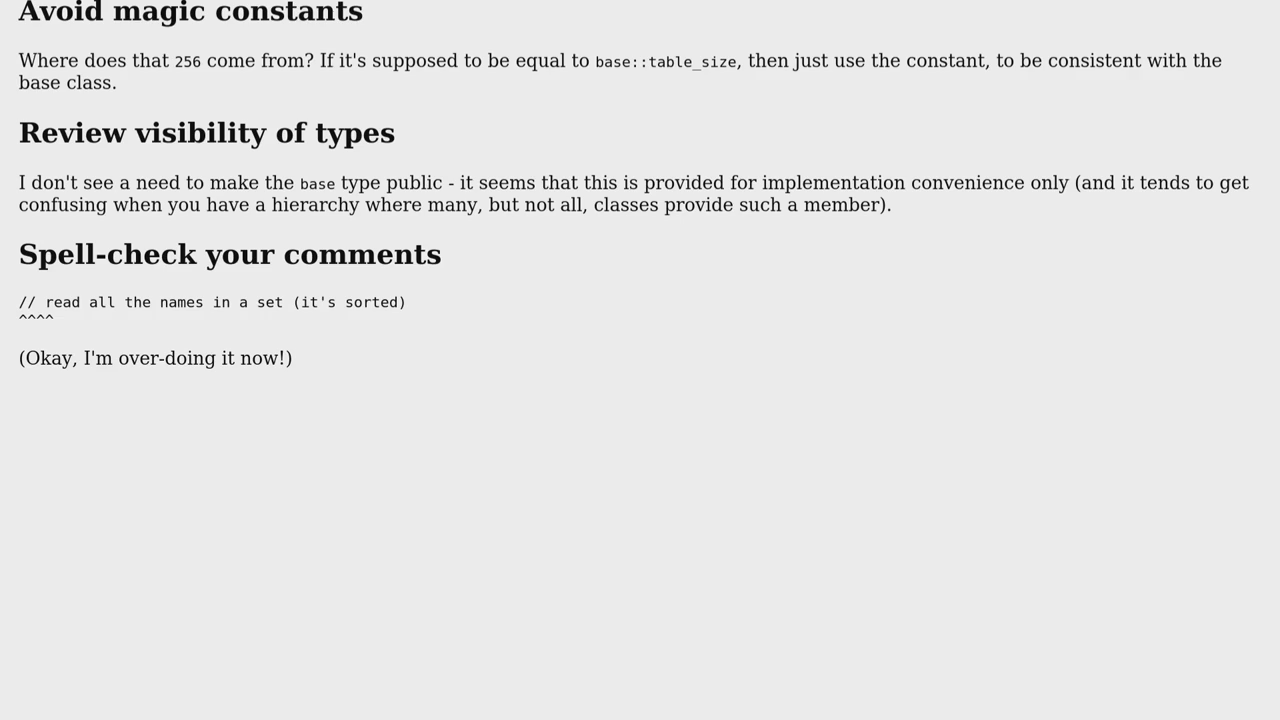 Avoid magic constants
Where does that 256 come from? If it's supposed to be equal to base::table_size, then just use the constant, to be consistent with the
base class.
Review visibility of types
I don't see a need to make the base type public - it seems that this is provided for implementation convenience only (and it tends to get
confusing when you have a hierarchy where many, but not all, classes provide such a member).
Spell-check your comments
// read all the names in a set (it's sorted)
^^^^
(Okay, I'm over-doing it now!)